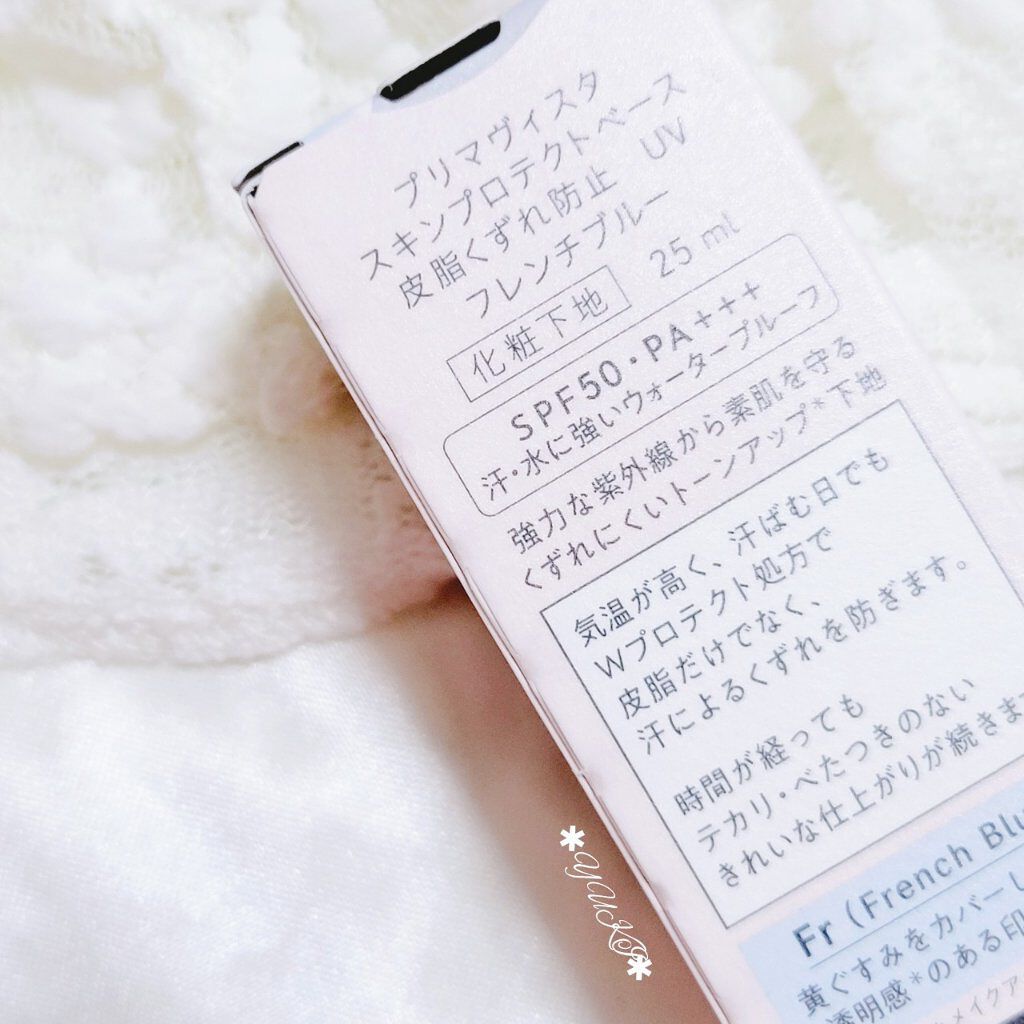 プリマヴィスタ
スキンプロテクトベース
皮脂くずれ防止 UV
フレンチブルー
化粧下地 25 ml
SPF50・PA+++
汗・水に強いウォータープルーフ
強力な紫外線から素肌を守る
くずれにくいトーンアップ*下地
気温が高く、汗ばむ日でも
Wプロテクト処方で
皮脂だけでなく、
汗によるくずれを防ぎます。
時間が経っても
テカリ・べたつきのない
きれいな仕上がりが続きま
Fr (French Blu
黄ぐすみをカバーし
透明感*のある印
メイクア
*YUKI*